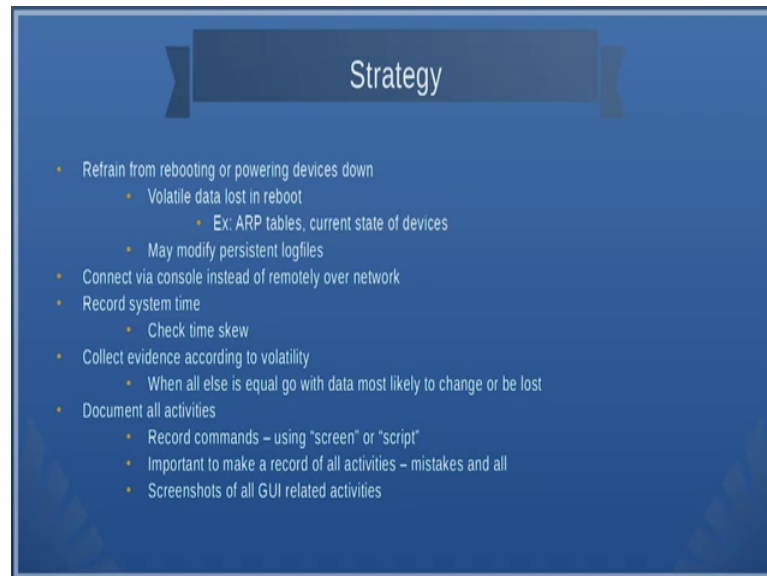 Strategy
• Refrain from rebooting or powering devices down
• Volatile data lost in reboot
• Ex: ARP tables, current state of devices
• May modify persistent logfiles
• Connect via console instead of remotely over network
• Record system time
• Check time skew
• Collect evidence according to volatility
• When all else is equal go with data most likely to change or be lost
• Document all activities
• Record commands – using “screen” or “script”
• Important to make a record of all activities – mistakes and all
• Screenshots of all GUI related activities